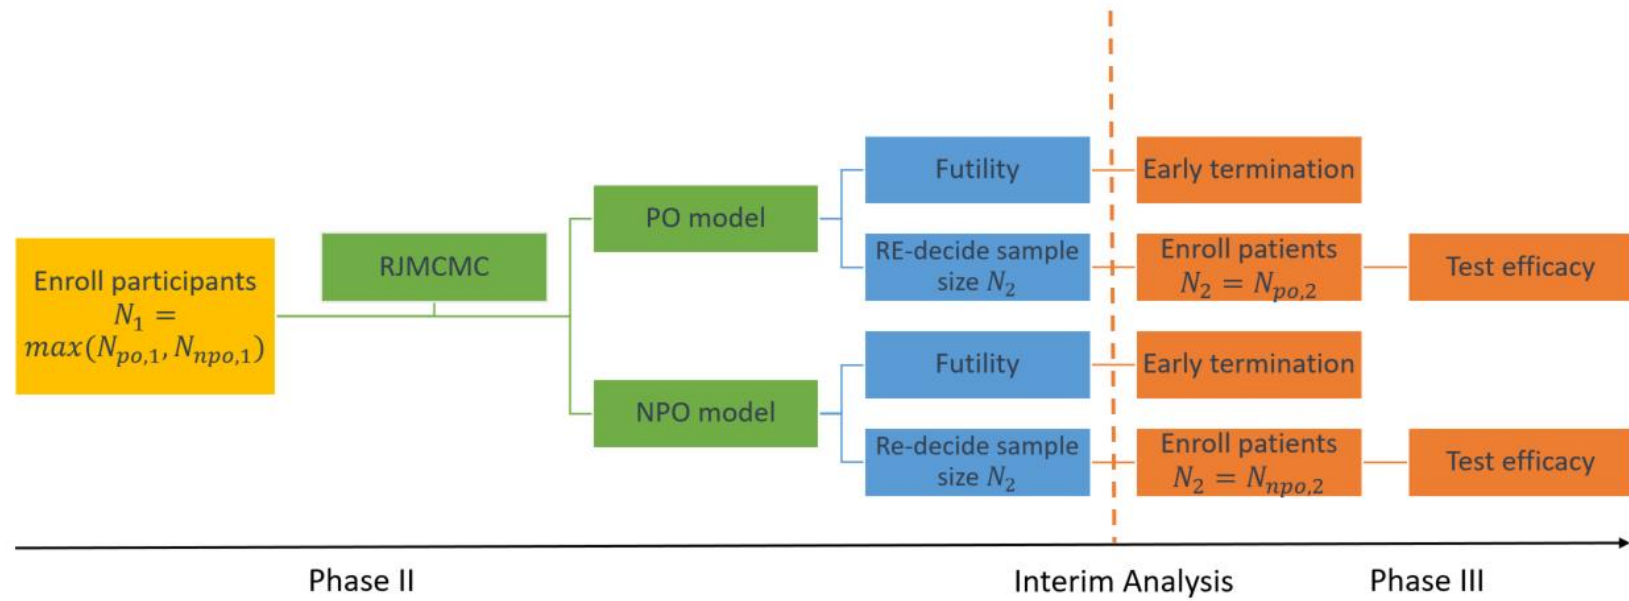 Enroll participants
N₁ =
max(Nₚₒ,₁, Nₙₚₒ,₁)
RJMCMC
PO model
NPO model
Futility
RE-decide sample
size N₂
Futility
Re-decide sample
size N₂
Early termination
Enroll patients
N₂ = Nₚₒ,₂
Early termination
Enroll patients
N₂ = Nₙₚₒ,₂
Test efficacy
Test efficacy
Phase II
Interim Analysis
Phase III